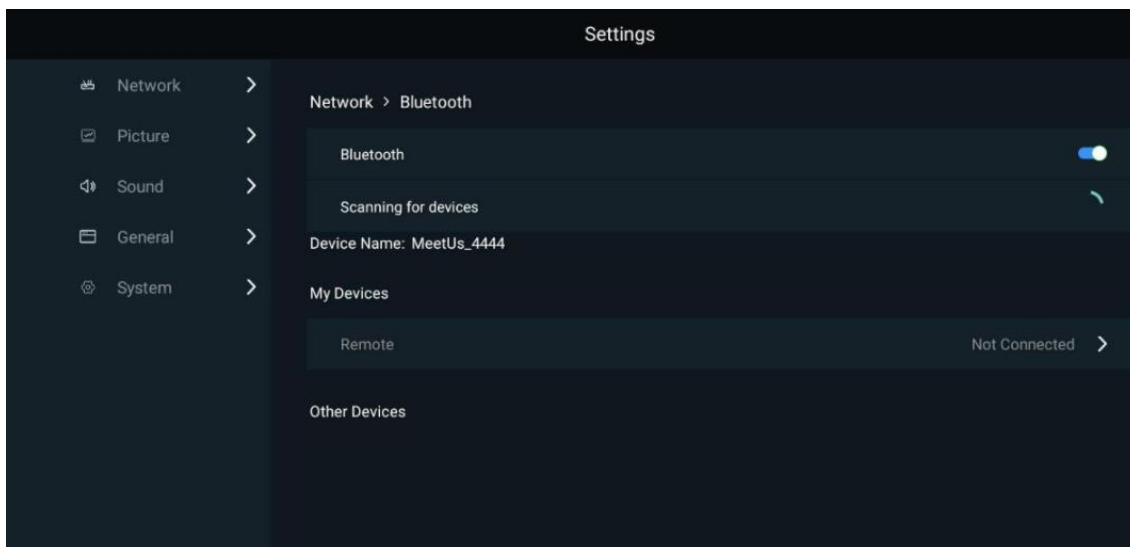 Settings
Network
Picture
Sound
General
System
Network > Bluetooth
Bluetooth
Scanning for devices
Device Name: MeetUs_4444
My Devices
Remote Not Connected
Other Devices